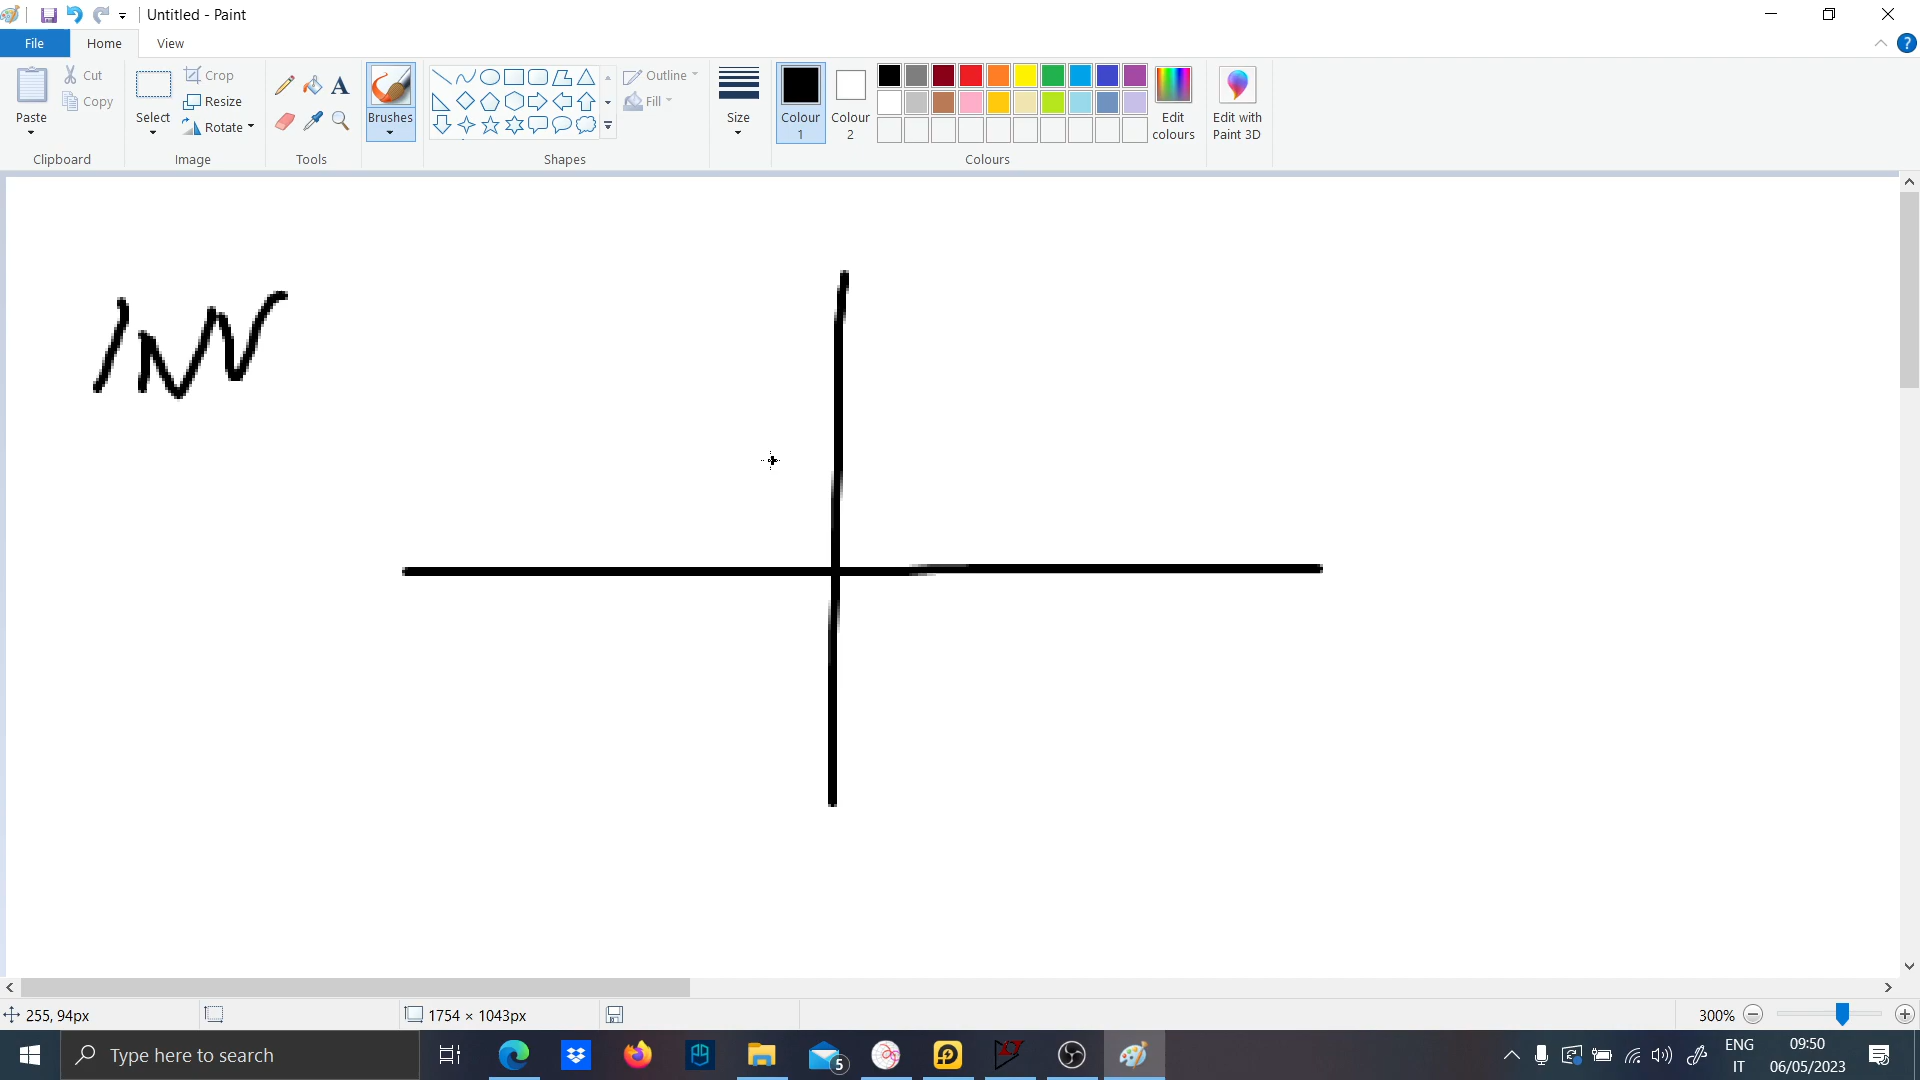 Untitled - Paint
File
Home
View
Paste
Cut
Copy
Clipboard
Select
Crop
Resize
Rotate
Image
Tools
Brushes
Shapes
Outline
Fill
Size
Colour
1
Colour
2
Colours
Edit
colours
Edit with
Paint 3D
255, 94px
1754 × 1043px
300%
Type here to search
5
ENG
IT
09:50
06/05/2023